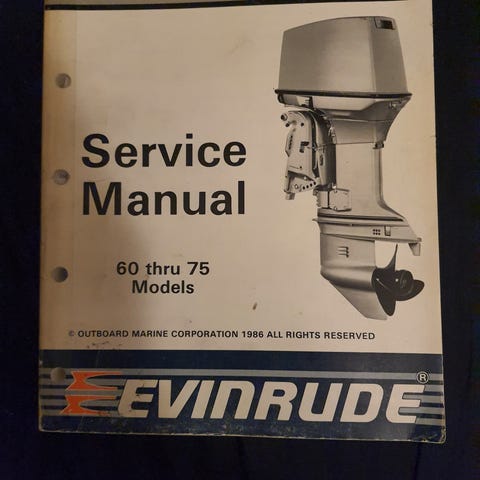 Service
Manual
60 thru 75
Models
© OUTBOARD MARINE CORPORATION 1986 ALL RIGHTS RESERVED
EVINRUDE®